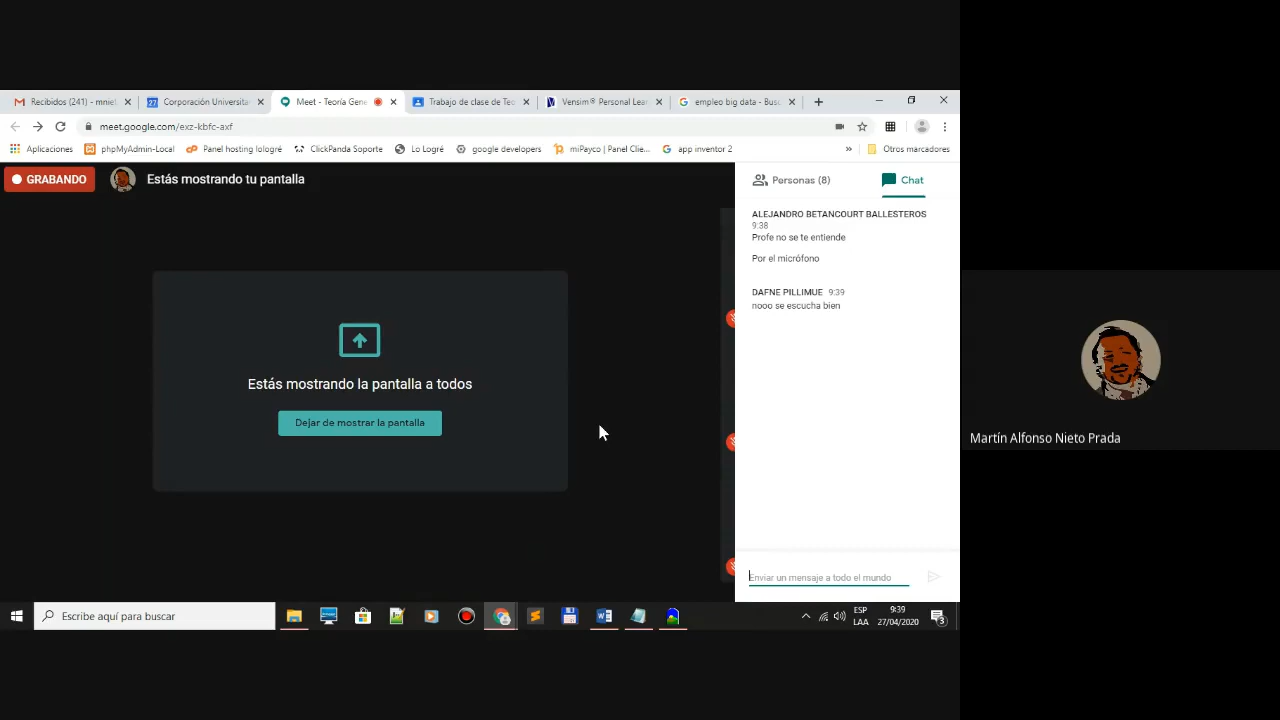 Recibidos (241) - mniel
Corporación Universita
Meet - Teoría Gene
Trabajo de clase de Teo
Vensim® Personal Lear
empleo big data - Busc
meet.google.com/exz-kbfc-axf
Aplicaciones
phpMyAdmin-Local
Panel hosting lologré
ClickPanda Soporte
Lo Logré
google developers
miPayco | Panel Clie...
app inventor 2
»
Otros marcadores
GRABANDO
Estás mostrando tu pantalla
Personas (8)
Chat
ALEJANDRO BETANCOURT BALLESTEROS
9:38
Profe no se te entiende
Por el micrófono
DAFNE PILLIMUE 9:39
nooo se escucha bien
Estás mostrando la pantalla a todos
Dejar de mostrar la pantalla
Martín Alfonso Nieto Prada
Enviar un mensaje a todo el mundo
Escribe aquí para buscar
ESP
LAA
9:39
27/04/2020
3